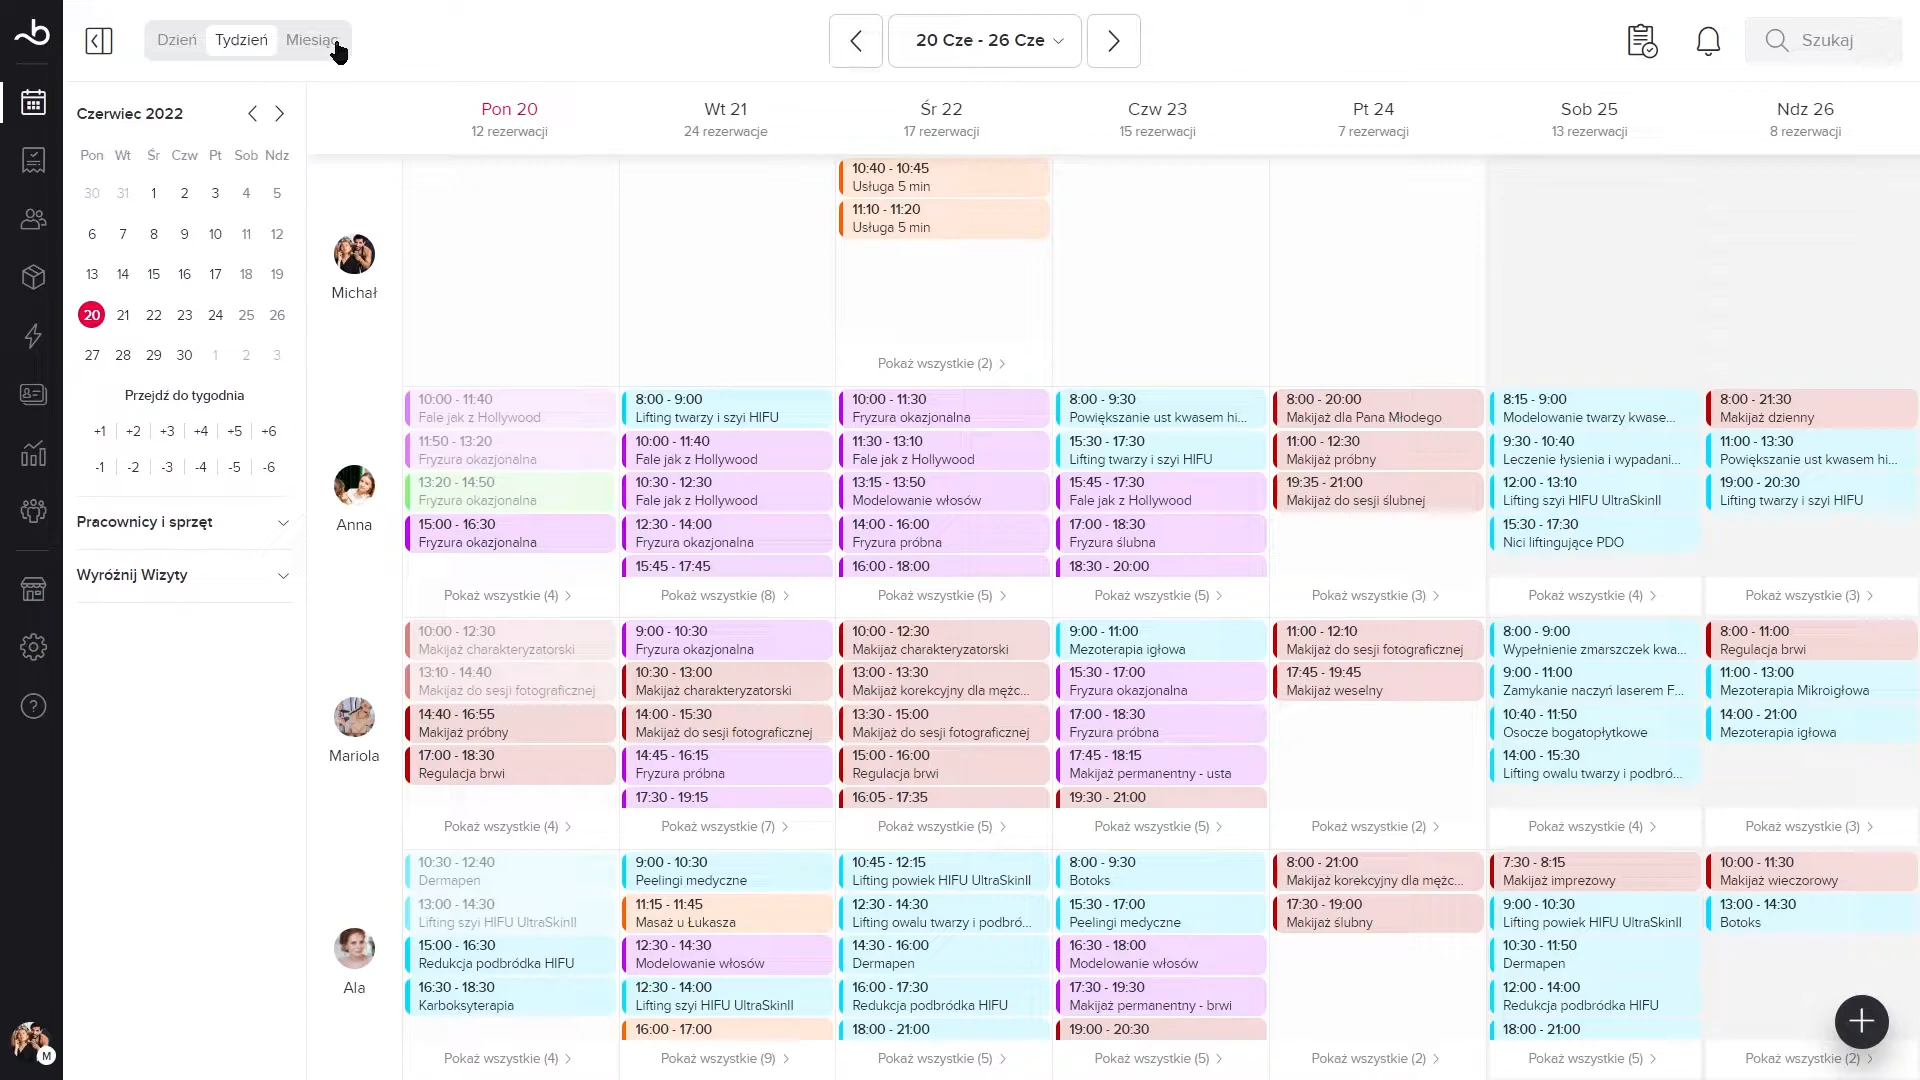 Dzień Tydzień Miesiąc
20 Cze - 26 Cze
Szukaj
Czerwiec 2022
Pon Wt Śr Czw Pt Sob Ndz
30 31 1 2 3 4 5
6 7 8 9 10 11 12
13 14 15 16 17 18 19
20 21 22 23 24 25 26
27 28 29 30 1 2 3
Przejdź do tygodnia
+1 +2 +3 +4 +5 +6
-1 -2 -3 -4 -5 -6
Pracownicy i sprzęt
Wyróżnij Wizyty
M
Pon 20
12 rezerwacji
Wt 21
24 rezerwacje
Śr 22
17 rezerwacji
Czw 23
15 rezerwacji
Pt 24
7 rezerwacji
Sob 25
13 rezerwacji
Ndz 26
8 rezerwacji
Michał
10:40 - 10:45
Usługa 5 min
11:10 - 11:20
Usługa 5 min
Pokaż wszystkie (2)
Anna
10:00 - 11:40
Fale jak z Hollywood
11:50 - 13:20
Fryzura okazjonalna
13:20 - 14:50
Fryzura okazjonalna
15:00 - 16:30
Fryzura okazjonalna
Pokaż wszystkie (4)
8:00 - 9:00
Lifting twarzy i szyi HIFU
10:00 - 11:40
Fale jak z Hollywood
10:30 - 12:30
Fale jak z Hollywood
12:30 - 14:00
Fryzura okazjonalna
15:45 - 17:45
Pokaż wszystkie (8)
10:00 - 11:30
Fryzura okazjonalna
11:30 - 13:10
Fale jak z Hollywood
13:15 - 13:50
Modelowanie włosów
14:00 - 16:00
Fryzura próbna
16:00 - 18:00
Pokaż wszystkie (5)
8:00 - 9:30
Powiększanie ust kwasem hi...
15:30 - 17:30
Lifting twarzy i szyi HIFU
15:45 - 17:30
Fale jak z Hollywood
17:00 - 18:30
Fryzura ślubna
18:30 - 20:00
Pokaż wszystkie (5)
8:00 - 20:00
Makijaż dla Pana Młodego
11:00 - 12:30
Makijaż próbny
19:35 - 21:00
Makijaż do sesji ślubnej
Pokaż wszystkie (3)
8:15 - 9:00
Modelowanie twarzy kwase...
9:30 - 10:40
Leczenie łysienia i wypadani...
12:00 - 13:10
Lifting szyi HIFU UltraSkinII
15:30 - 17:30
Nici liftingujące PDO
Pokaż wszystkie (4)
8:00 - 21:30
Makijaż dzienny
11:00 - 13:30
Powiększanie ust kwasem hi...
19:00 - 20:30
Lifting twarzy i szyi HIFU
Pokaż wszystkie (3)
Mariola
10:00 - 12:30
Makijaż charakteryzatorski
13:10 - 14:40
Makijaż do sesji fotograficznej
14:40 - 16:55
Makijaż próbny
17:00 - 18:30
Regulacja brwi
Pokaż wszystkie (4)
9:00 - 10:30
Fryzura okazjonalna
10:30 - 13:00
Makijaż charakteryzatorski
14:00 - 15:30
Makijaż do sesji fotograficznej
14:45 - 16:15
Fryzura próbna
17:30 - 19:15
Pokaż wszystkie (7)
10:00 - 12:30
Makijaż charakteryzatorski
13:00 - 13:30
Makijaż korekcyjny dla mężc...
13:30 - 15:00
Makijaż do sesji fotograficznej
15:00 - 16:00
Regulacja brwi
16:05 - 17:35
Pokaż wszystkie (5)
9:00 - 11:00
Mezoterapia igłowa
15:30 - 17:00
Fryzura okazjonalna
17:00 - 18:30
Fryzura próbna
17:45 - 18:15
Makijaż permanentny - usta
19:30 - 21:00
Pokaż wszystkie (5)
11:00 - 12:10
Makijaż do sesji fotograficznej
17:45 - 19:45
Makijaż weselny
Pokaż wszystkie (2)
8:00 - 9:00
Wypełnienie zmarszczek kwa...
9:00 - 11:00
Zamykanie naczyń laserem F...
10:40 - 11:50
Osocze bogatopłytkowe
14:00 - 15:30
Lifting owalu twarzy i podbró...
Pokaż wszystkie (4)
8:00 - 11:00
Regulacja brwi
11:00 - 13:00
Mezoterapia Mikroigłowa
14:00 - 21:00
Mezoterapia igłowa
Pokaż wszystkie (3)
Ala
10:30 - 12:40
Dermapen
13:00 - 14:30
Lifting szyi HIFU UltraSkinII
15:00 - 16:30
Redukcja podbródka HIFU
16:30 - 18:30
Karboksyterapia
Pokaż wszystkie (4)
9:00 - 10:30
Peelingi medyczne
11:15 - 11:45
Masaż u Łukasza
12:30 - 14:30
Modelowanie włosów
12:30 - 14:00
Lifting szyi HIFU UltraSkinII
16:00 - 17:00
Pokaż wszystkie (9)
10:45 - 12:15
Lifting powiek HIFU UltraSkinII
12:30 - 14:30
Lifting owalu twarzy i podbró...
14:30 - 16:00
Dermapen
16:00 - 17:30
Redukcja podbródka HIFU
18:00 - 21:00
Pokaż wszystkie (5)
8:00 - 9:30
Botoks
15:30 - 17:00
Peelingi medyczne
16:30 - 18:00
Modelowanie włosów
17:30 - 19:30
Makijaż permanentny - brwi
19:00 - 20:30
Pokaż wszystkie (5)
8:00 - 21:00
Makijaż korekcyjny dla mężc...
17:30 - 19:00
Makijaż ślubny
Pokaż wszystkie (2)
7:30 - 8:15
Makijaż imprezowy
9:00 - 10:30
Lifting powiek HIFU UltraSkinII
10:30 - 11:50
Dermapen
12:00 - 14:00
Redukcja podbródka HIFU
18:00 - 21:00
Pokaż wszystkie (5)
10:00 - 11:30
Makijaż wieczorowy
13:00 - 14:30
Botoks
Pokaż wszystkie (2)